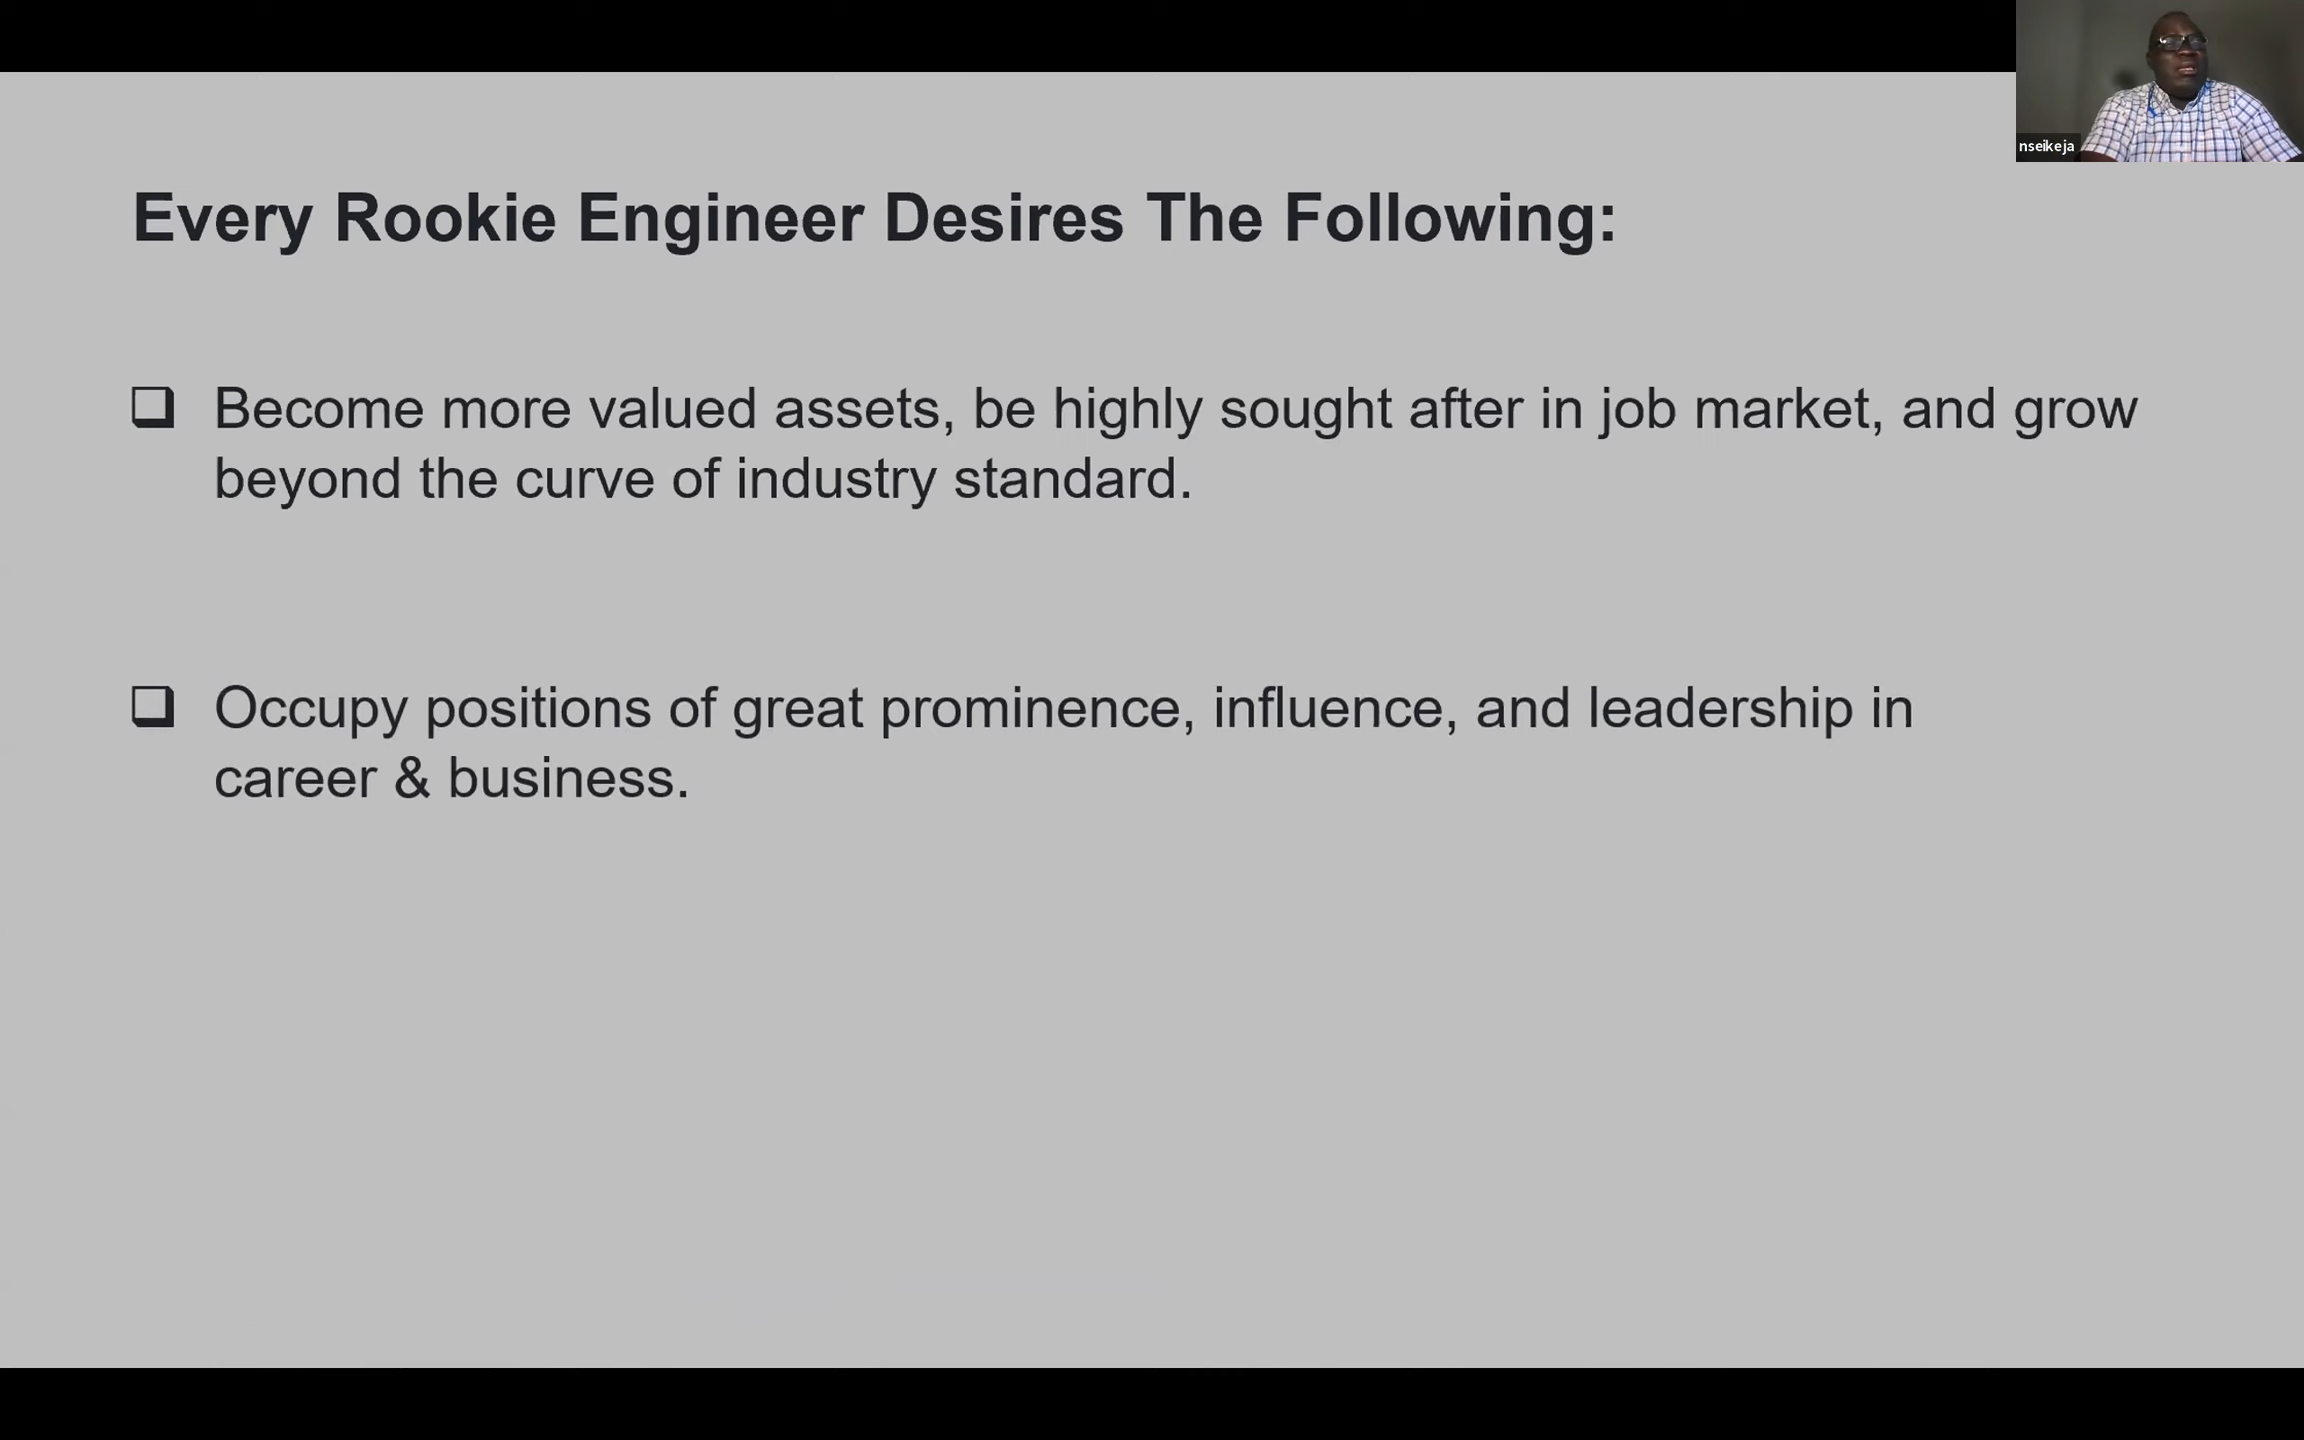 nseikeja
Every Rookie Engineer Desires The Following:
❑ Become more valued assets, be highly sought after in job market, and grow
beyond the curve of industry standard.
❑ Occupy positions of great prominence, influence, and leadership in
career & business.